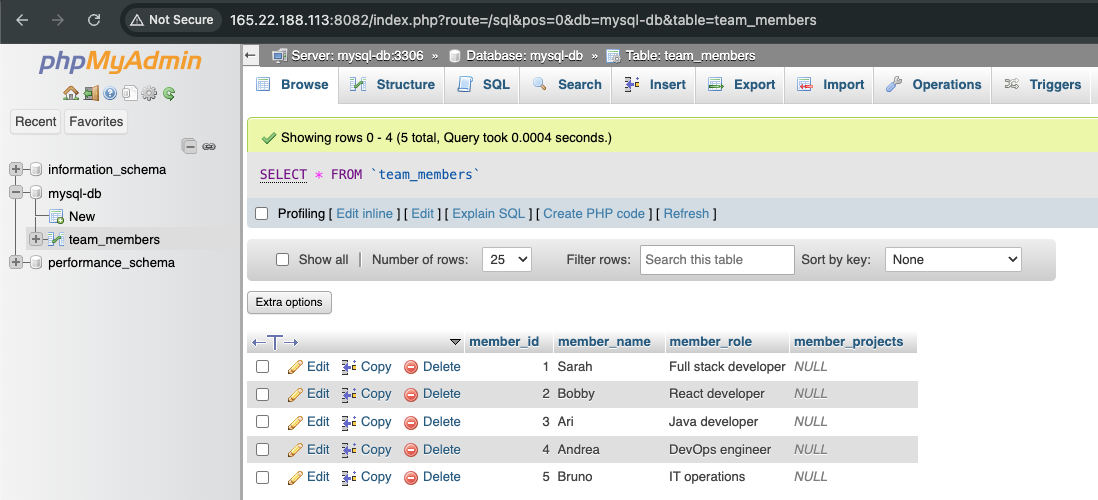 Not Secure 165.22.188.113:8082/index.php?route=/sql&pos=0&db=mysql-db&table=team_members
phpMyAdmin
Recent Favorites
information_schema
mysql-db
New
team_members
performance_schema
Server: mysql-db:3306 » Database: mysql-db » Table: team_members
Browse Structure SQL Search Insert Export Import Operations Triggers
Showing rows 0 - 4 (5 total, Query took 0.0004 seconds.)
SELECT * FROM `team_members`
Profiling [ Edit inline ] [ Edit ] [ Explain SQL ] [ Create PHP code ] [ Refresh ]
Show all | Number of rows: 25 Filter rows: Search this table Sort by key: None
Extra options
member_id member_name member_role member_projects
Edit Copy Delete 1 Sarah Full stack developer NULL
Edit Copy Delete 2 Bobby React developer NULL
Edit Copy Delete 3 Ari Java developer NULL
Edit Copy Delete 4 Andrea DevOps engineer NULL
Edit Copy Delete 5 Bruno IT operations NULL